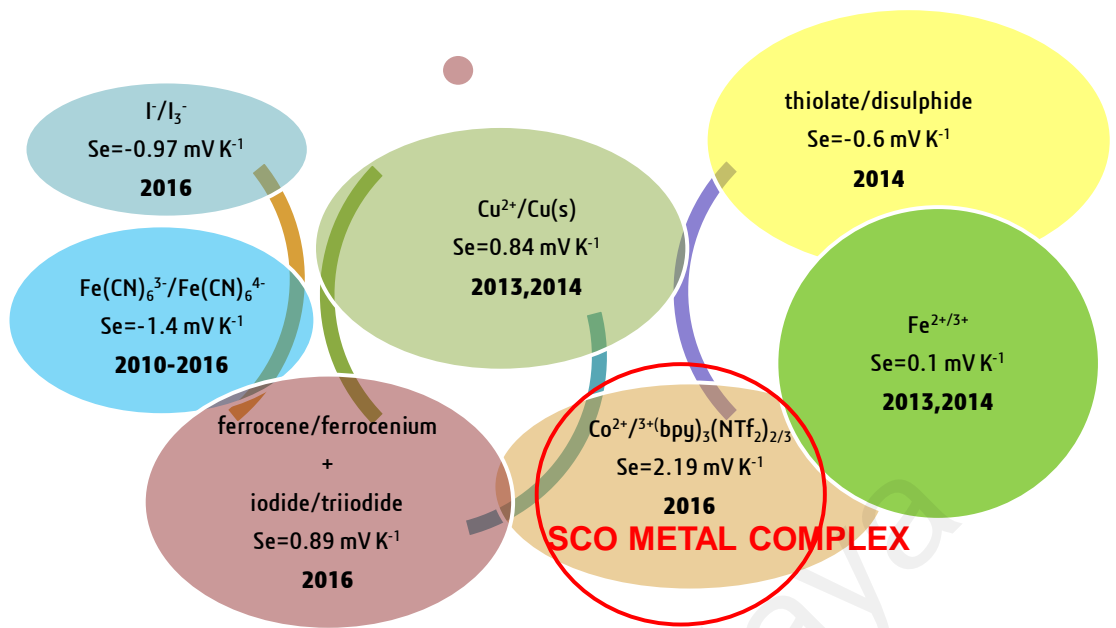 I⁻/I₃⁻
Se=-0.97 mV K⁻¹
2016
Fe(CN)₆³⁻/Fe(CN)₆⁴⁻
Se=-1.4 mV K⁻¹
2010-2016
ferrocene/ferrocenium
+
iodide/triiodide
Se=0.89 mV K⁻¹
2016
Cu²⁺/Cu(s)
Se=0.84 mV K⁻¹
2013,2014
Co²⁺/³⁺⁽bpy)₃(NTf₂)₂/₃
Se=2.19 mV K⁻¹
2016
SCO METAL COMPLEX
thiolate/disulphide
Se=-0.6 mV K⁻¹
2014
Fe²⁺/³⁺
Se=0.1 mV K⁻¹
2013,2014
aya